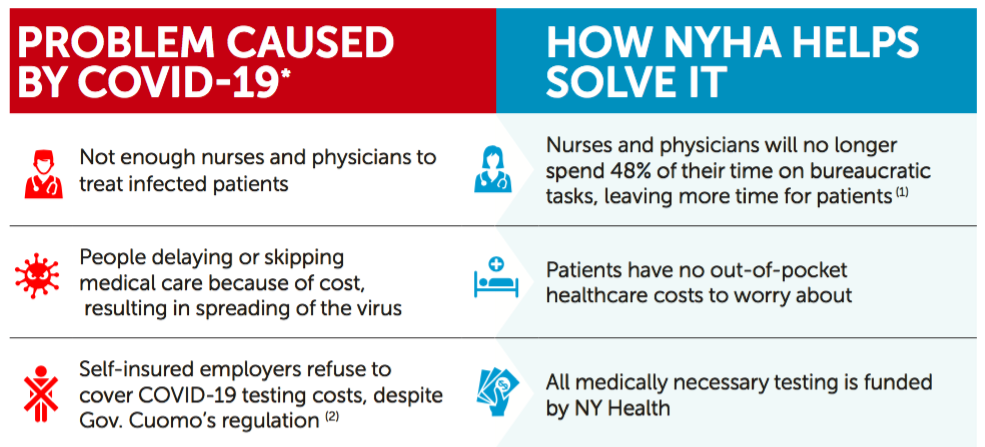 PROBLEM CAUSED
BY COVID-19*
HOW NYHA HELPS
SOLVE IT
Not enough nurses and physicians to
treat infected patients
Nurses and physicians will no longer
spend 48% of their time on bureaucratic
tasks, leaving more time for patients (1)
People delaying or skipping
medical care because of cost,
resulting in spreading of the virus
Patients have no out-of-pocket
healthcare costs to worry about
Self-insured employers refuse to
cover COVID-19 testing costs, despite
Gov. Cuomo's regulation (2)
All medically necessary testing is funded
by NY Health